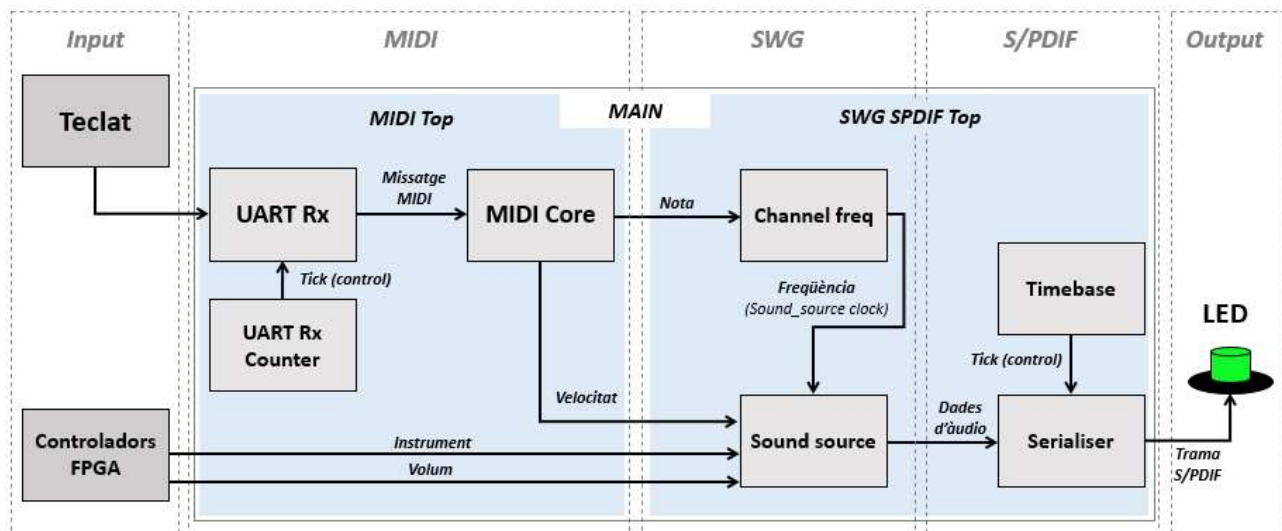 Input
MIDI
SWG
S/PDIF
Output
MIDI Top
MAIN
SWG SPDIF Top
Teclat
UART Rx
Missatge
MIDI
MIDI Core
Nota
Channel freq
Tick (control)
UART Rx
Counter
Freqüència
(Sound_source clock)
Timebase
Tick (control)
LED
Velocitat
Controladors
FPGA
Instrument
Volum
Sound source
Dades
d'àudio
Serialiser
Trama
S/PDIF